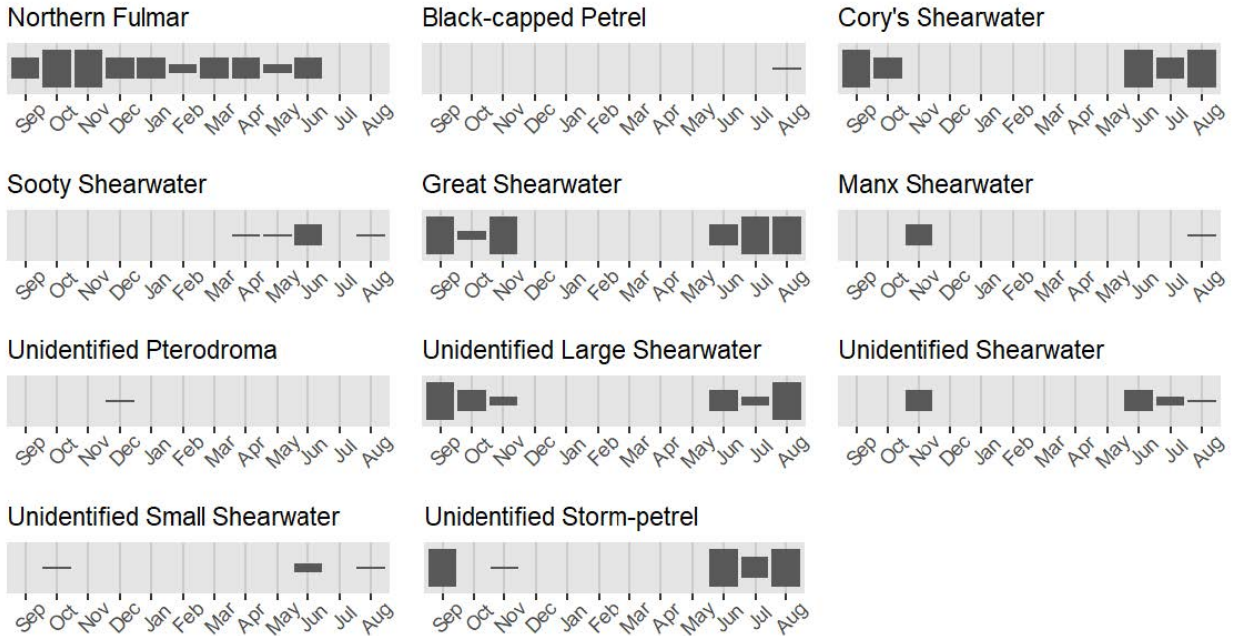 Northern Fulmar Black-capped Petrel Cory's Shearwater
Sep Oct Nov Dec Jan Feb Mar Apr May Jun Jul Aug Sep Oct Nov Dec Jan Feb Mar Apr May Jun Jul Aug Sep Oct Nov Dec Jan Feb Mar Apr May Jun Jul Aug
Sooty Shearwater Great Shearwater Manx Shearwater
Sep Oct Nov Dec Jan Feb Mar Apr May Jun Jul Aug Sep Oct Nov Dec Jan Feb Mar Apr May Jun Jul Aug Sep Oct Nov Dec Jan Feb Mar Apr May Jun Jul Aug
Unidentified Pterodroma Unidentified Large Shearwater Unidentified Shearwater
Sep Oct Nov Dec Jan Feb Mar Apr May Jun Jul Aug Sep Oct Nov Dec Jan Feb Mar Apr May Jun Jul Aug Sep Oct Nov Dec Jan Feb Mar Apr May Jun Jul Aug
Unidentified Small Shearwater Unidentified Storm-petrel
Sep Oct Nov Dec Jan Feb Mar Apr May Jun Jul Aug Sep Oct Nov Dec Jan Feb Mar Apr May Jun Jul Aug